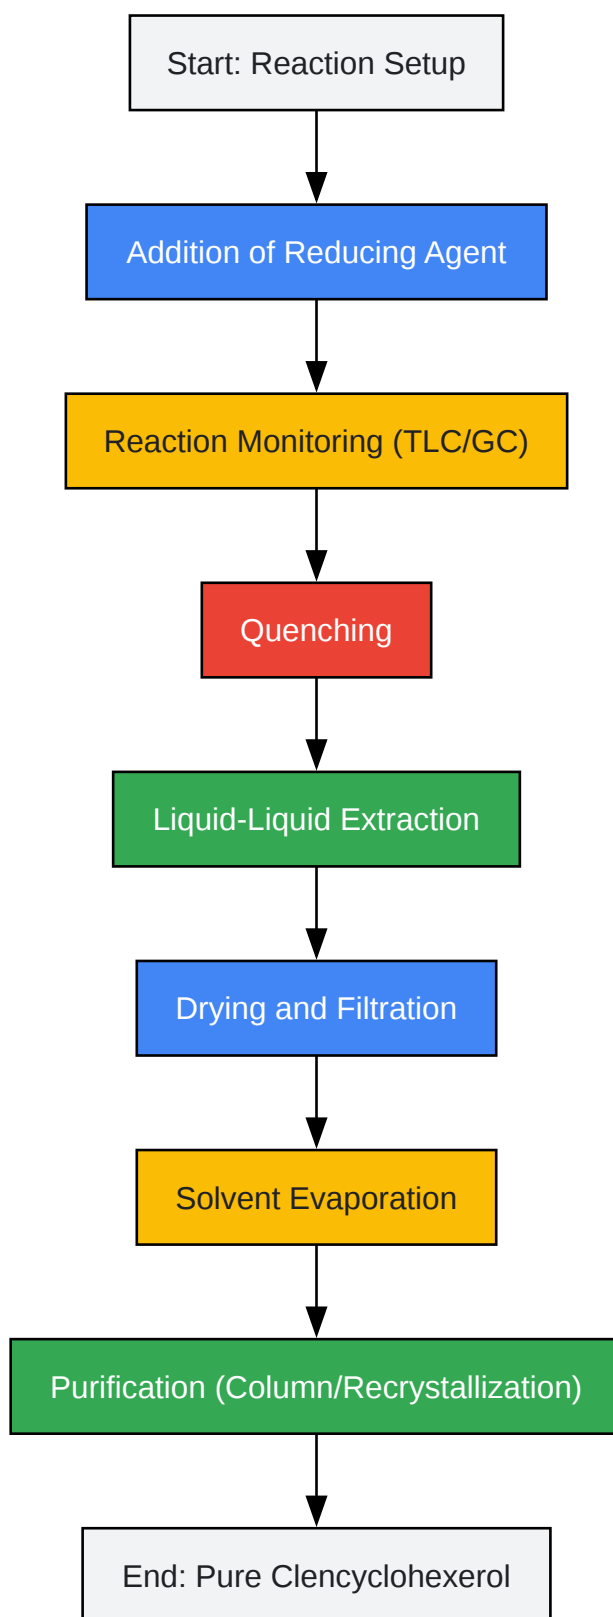 Start: Reaction Setup
Addition of Reducing Agent
Reaction Monitoring (TLC/GC)
Quenching
Liquid-Liquid Extraction
Drying and Filtration
Solvent Evaporation
Purification (Column/Recrystallization)
End: Pure Clencyclohexerol